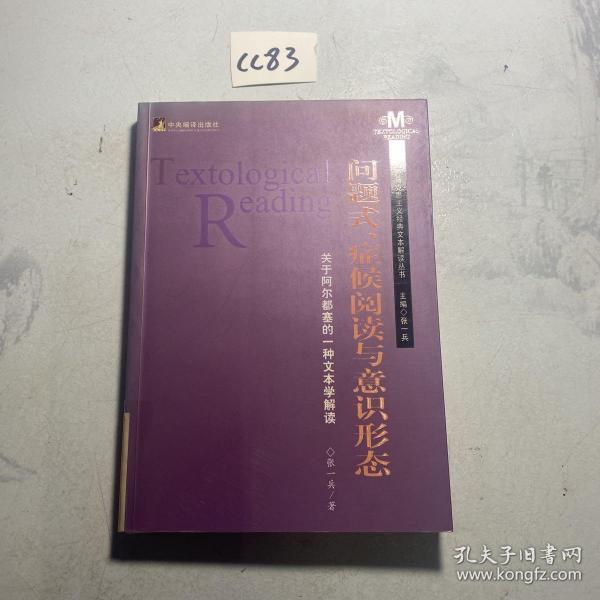 CC83
中央编译出版社
M
TEXTOLOGICAL
READING
Textological
Reading
主义经典文本解读丛书
主编◇张一兵
问题式、症候阅读与意识形态
关于阿尔都塞的一种文本学解读
◇张一兵/著
孔夫子旧书网
www.kongfz.com